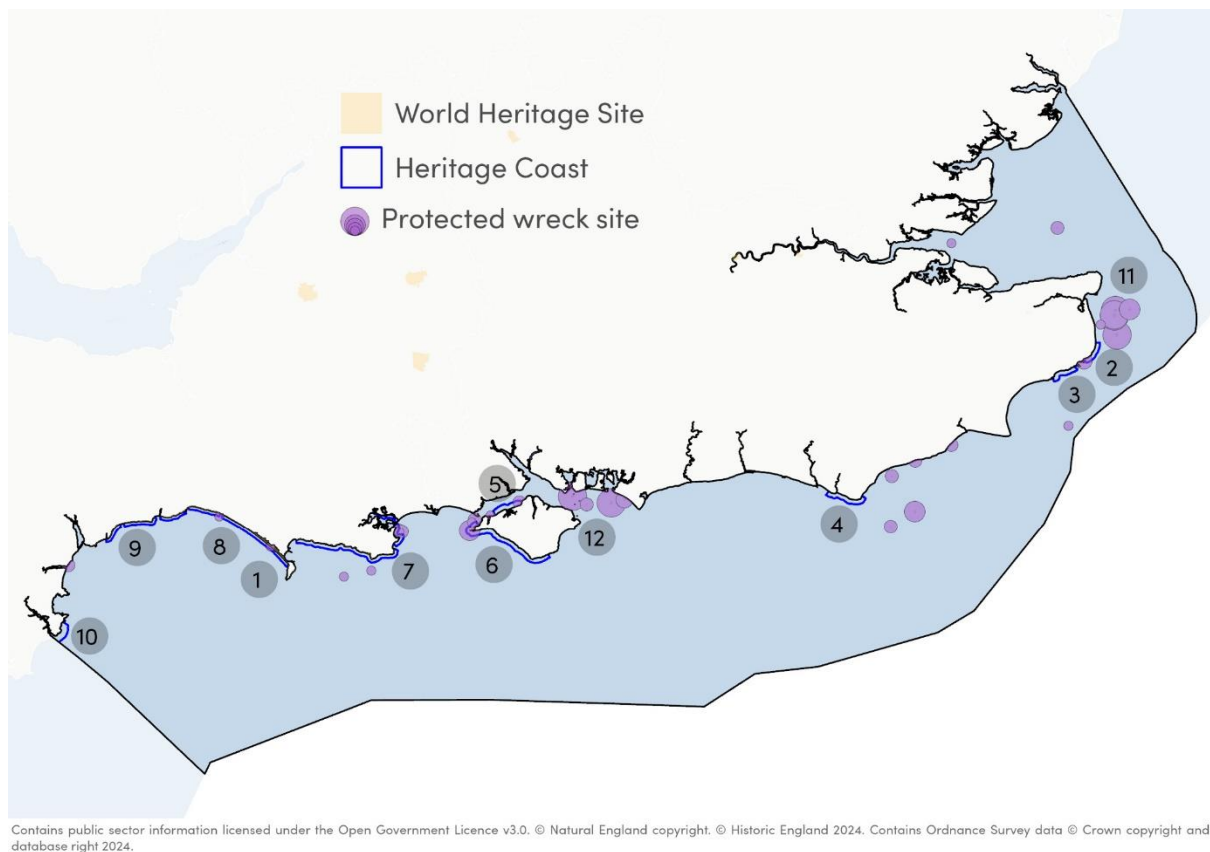 World Heritage Site
Heritage Coast
Protected wreck site
11
2
3
5
4
12
9
8
1
7
6
10
Contains public sector information licensed under the Open Government Licence v3.0. © Natural England copyright. © Historic England 2024. Contains Ordnance Survey data © Crown copyright and
database right 2024.